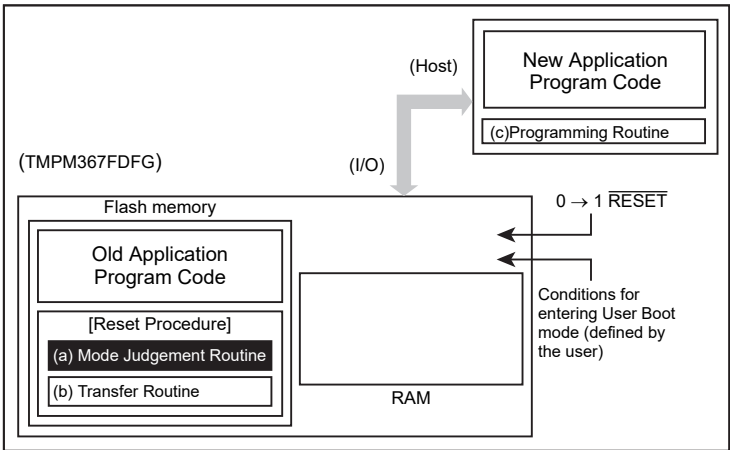 (Host)
New Application
Program Code
(c)Programming Routine
(TMPM367FDFG)
(I/O)
Flash memory
Old Application
Program Code
[Reset Procedure]
(a) Mode Judgement Routine
(b) Transfer Routine
RAM
0 → 1 RESET
Conditions for
entering User Boot
mode (defined by
the user)